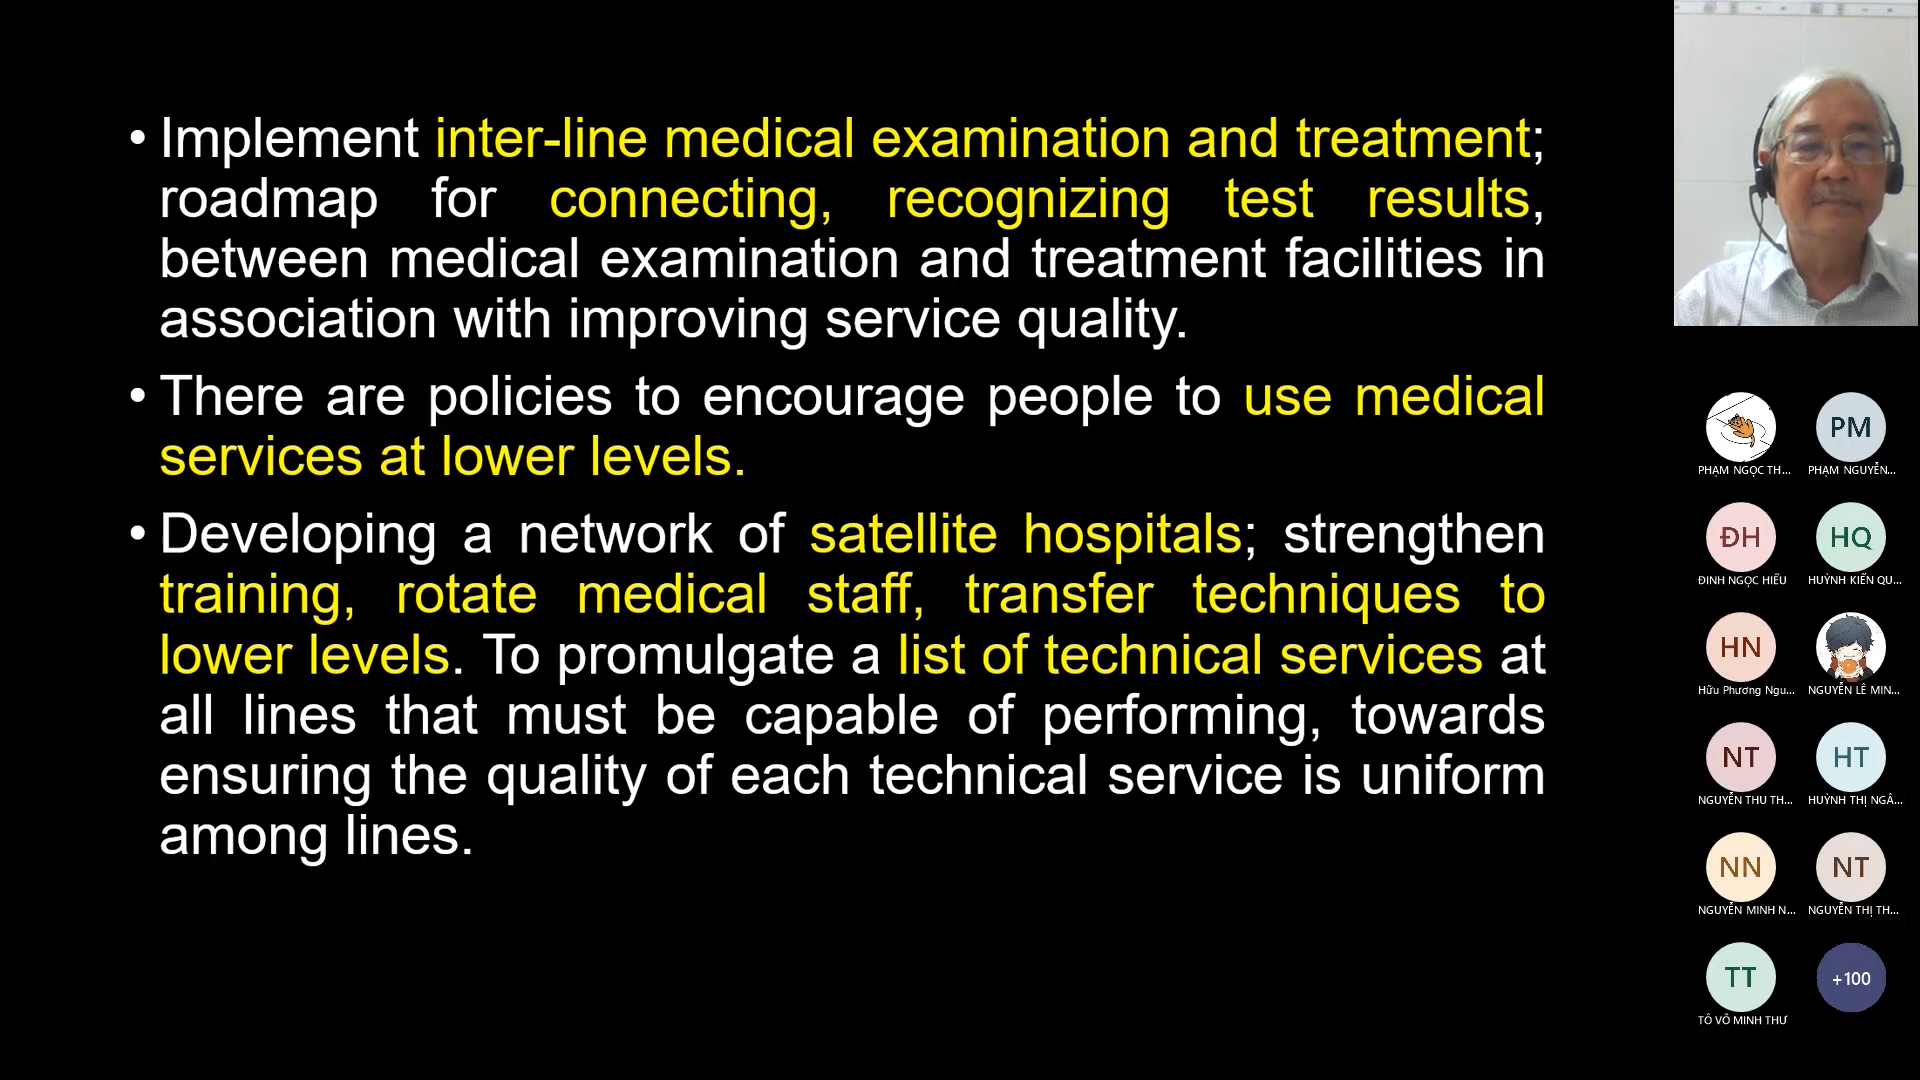 • Implement inter-line medical examination and treatment;
roadmap for connecting, recognizing test results,
between medical examination and treatment facilities in
association with improving service quality.
• There are policies to encourage people to use medical
services at lower levels.
• Developing a network of satellite hospitals; strengthen
training, rotate medical staff, transfer techniques to
lower levels. To promulgate a list of technical services at
all lines that must be capable of performing, towards
ensuring the quality of each technical service is uniform
among lines.
PHẠM NGỌC TH...
PM
PHẠM NGUYỄN...
ĐH
ĐINH NGỌC HIẾU
HQ
HUỲNH KIẾN QU...
HN
Hữu Phương Ngu...
NGUYỄN LÊ MIN...
NT
NGUYỄN THU TH...
HT
HUỲNH THỊ NGÂ...
NN
NGUYỄN MINH N...
NT
NGUYỄN THỊ TH...
TT
TÔ VÕ MINH THƯ
+100